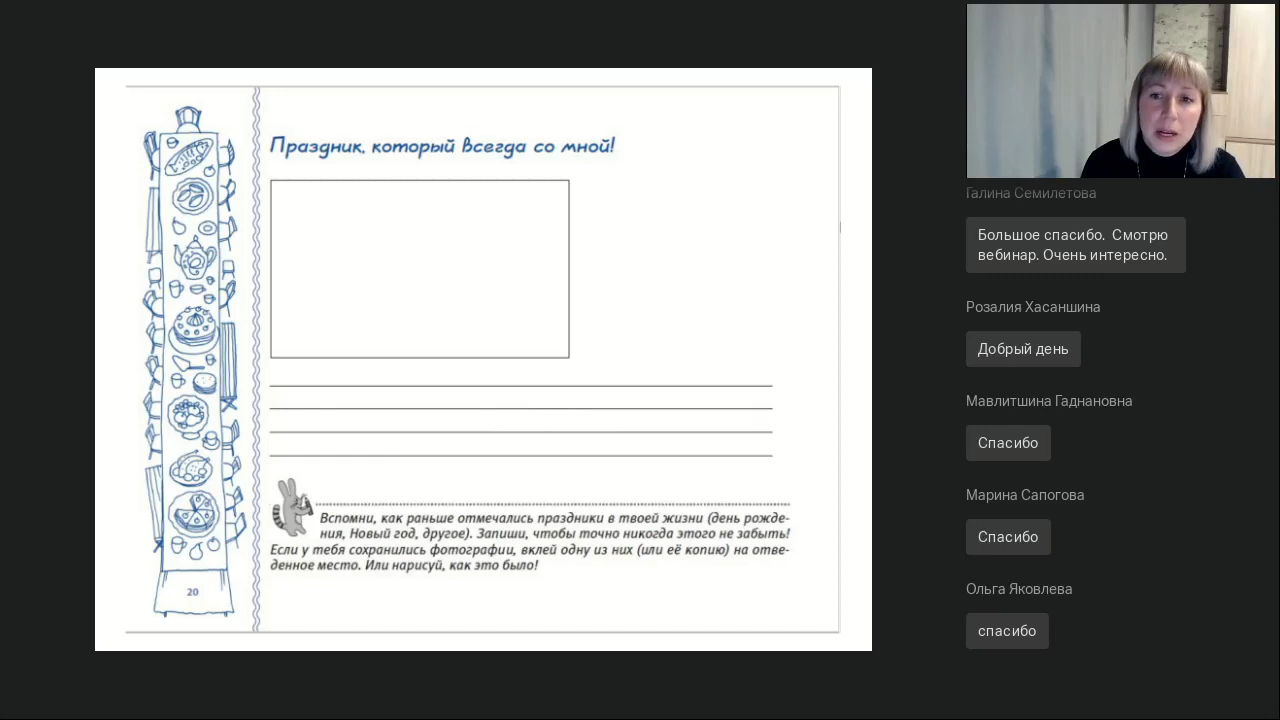 Праздник, который всегда со мной!
Вспомни, как раньше отмечались праздники в твоей жизни (день рожде-
ния, Новый год, другое). Запиши, чтобы точно никогда этого не забыть!
Если у тебя сохранились фотографии, вклей одну из них (или её копию) на отве-
денное место. Или нарисуй, как это было!
20
Галина Семилетова
Большое спасибо. Смотрю
вебинар. Очень интересно.
Розалия Хасаншина
Добрый день
Мавлитшина Гаднановна
Спасибо
Марина Сапогова
Спасибо
Ольга Яковлева
спасибо